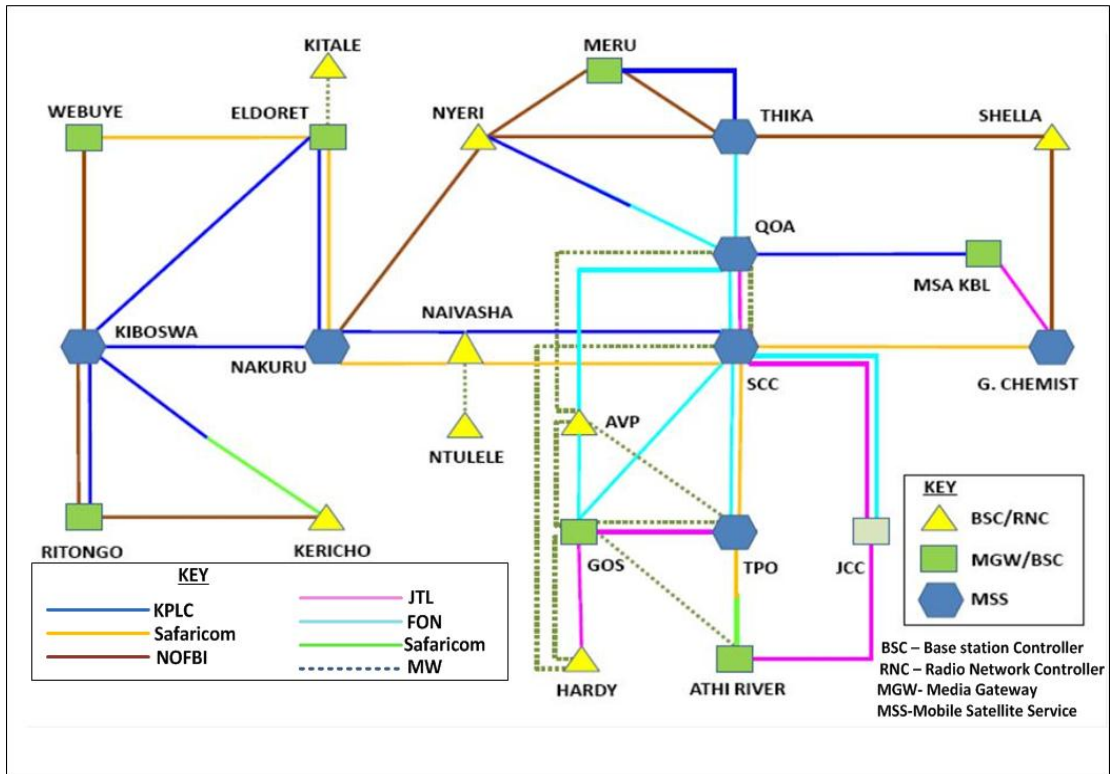 KITALE
MERU
WEBUYE
ELDORET
NYERI
THIKA
SHELLA
QOA
MSA KBL
KIBOSWA
NAIVASHA
NAKURU
SCC
G. CHEMIST
AVP
NTULELE
RITONGO
KERICHO
GOS
TPO
JCC
HARDY
ATHI RIVER
KEY
KPLC
Safaricom
NOFBI
JTL
FON
Safaricom
MW
KEY
BSC/RNC
MGW/BSC
MSS
BSC – Base station Controller
RNC – Radio Network Controller
MGW- Media Gateway
MSS-Mobile Satellite Service